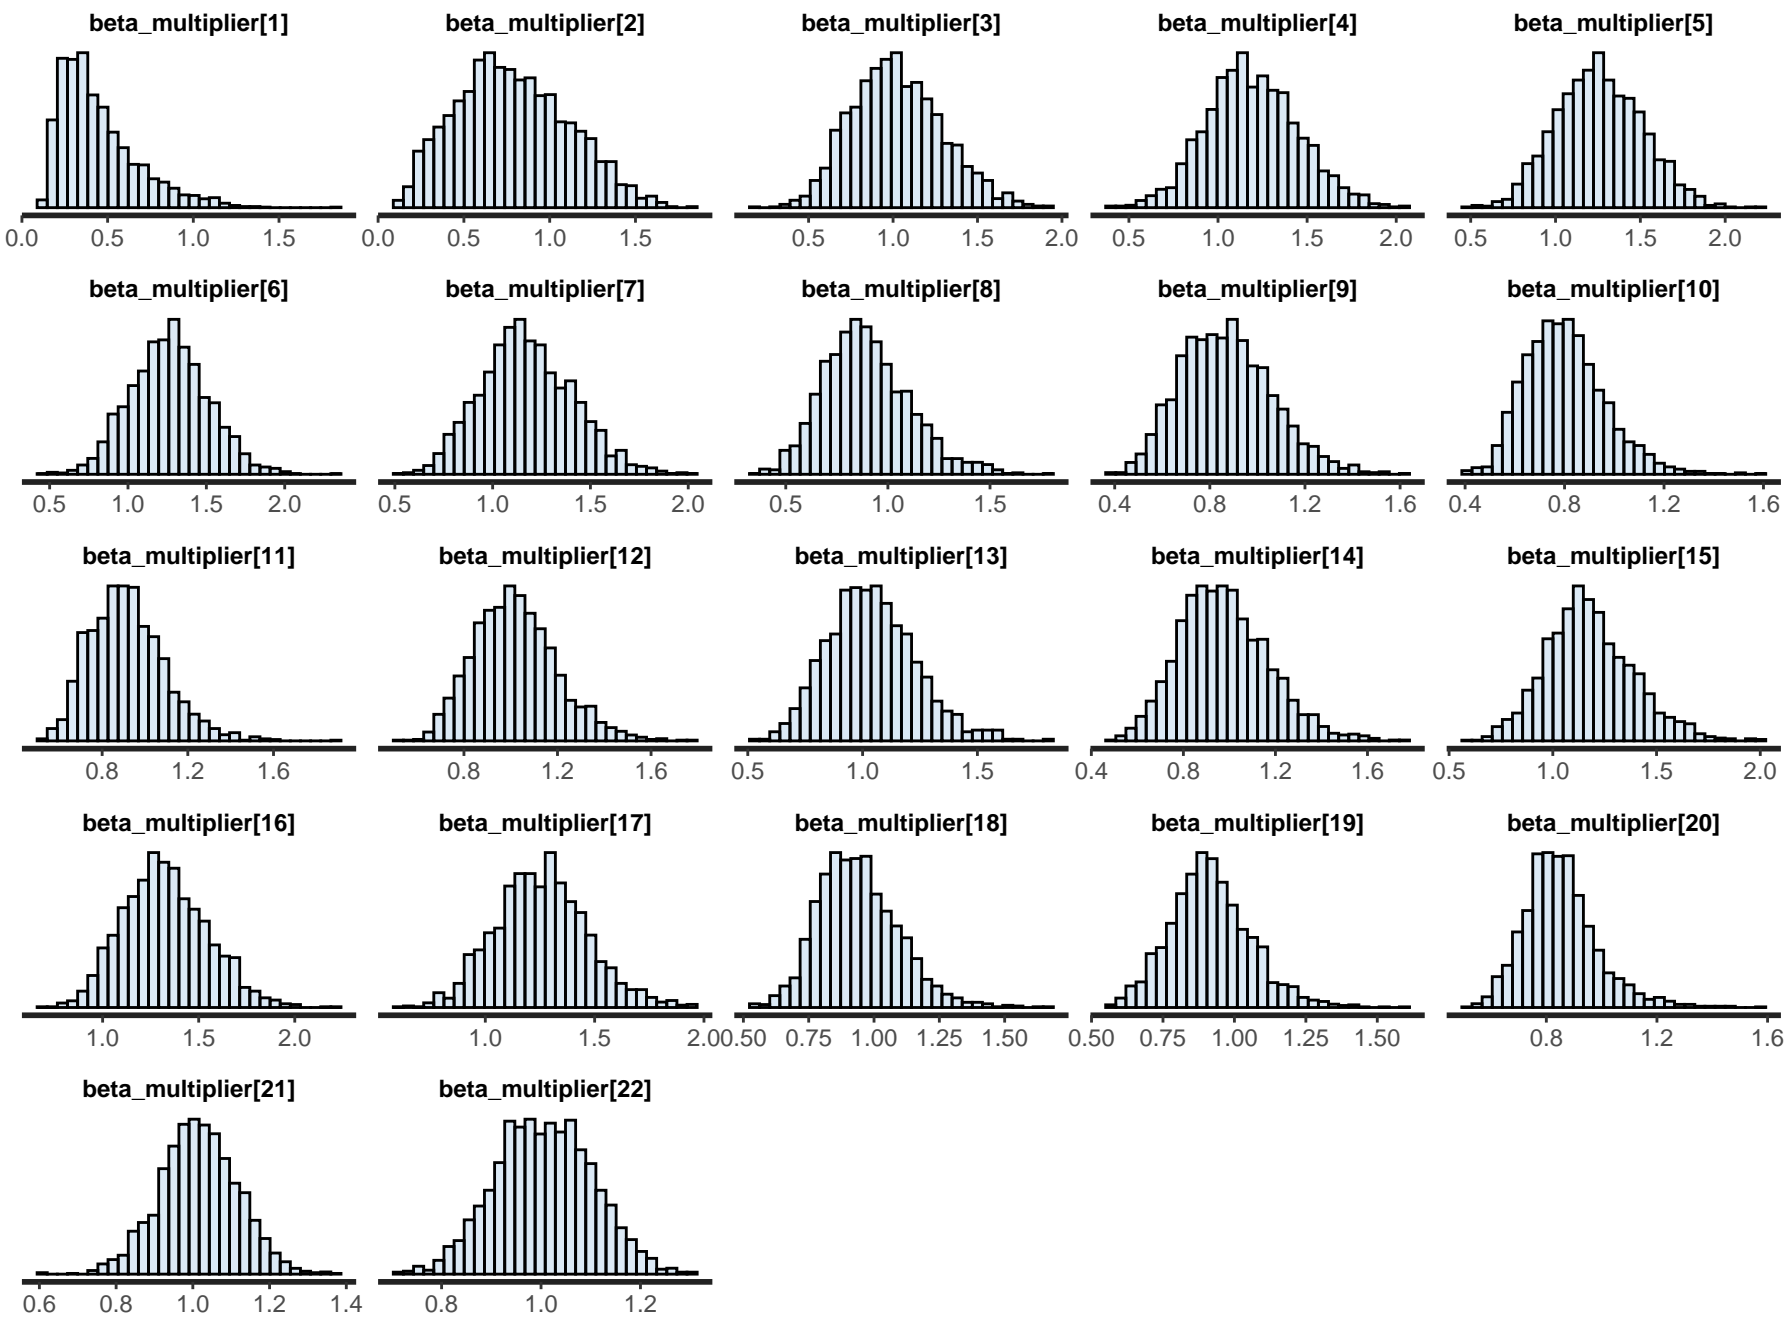 beta_multiplier[1] beta_multiplier[2] beta_multiplier[3] beta_multiplier[4] beta_multiplier[5]
0.0 0.5 1.0 1.5 0.0 0.5 1.0 1.5 0.5 1.0 1.5 2.0 0.5 1.0 1.5 2.0 0.5 1.0 1.5 2.0
beta_multiplier[6] beta_multiplier[7] beta_multiplier[8] beta_multiplier[9] beta_multiplier[10]
0.5 1.0 1.5 2.0 0.5 1.0 1.5 2.0 0.5 1.0 1.5 0.4 0.8 1.2 1.6 0.4 0.8 1.2 1.6
beta_multiplier[11] beta_multiplier[12] beta_multiplier[13] beta_multiplier[14] beta_multiplier[15]
0.8 1.2 1.6 0.8 1.2 1.6 0.5 1.0 1.5 0.4 0.8 1.2 1.6 0.5 1.0 1.5 2.0
beta_multiplier[16] beta_multiplier[17] beta_multiplier[18] beta_multiplier[19] beta_multiplier[20]
1.0 1.5 2.0 1.0 1.5 2.0 0.50 0.75 1.00 1.25 1.50 0.50 0.75 1.00 1.25 1.50 0.8 1.2 1.6
beta_multiplier[21] beta_multiplier[22]
0.6 0.8 1.0 1.2 1.4 0.8 1.0 1.2